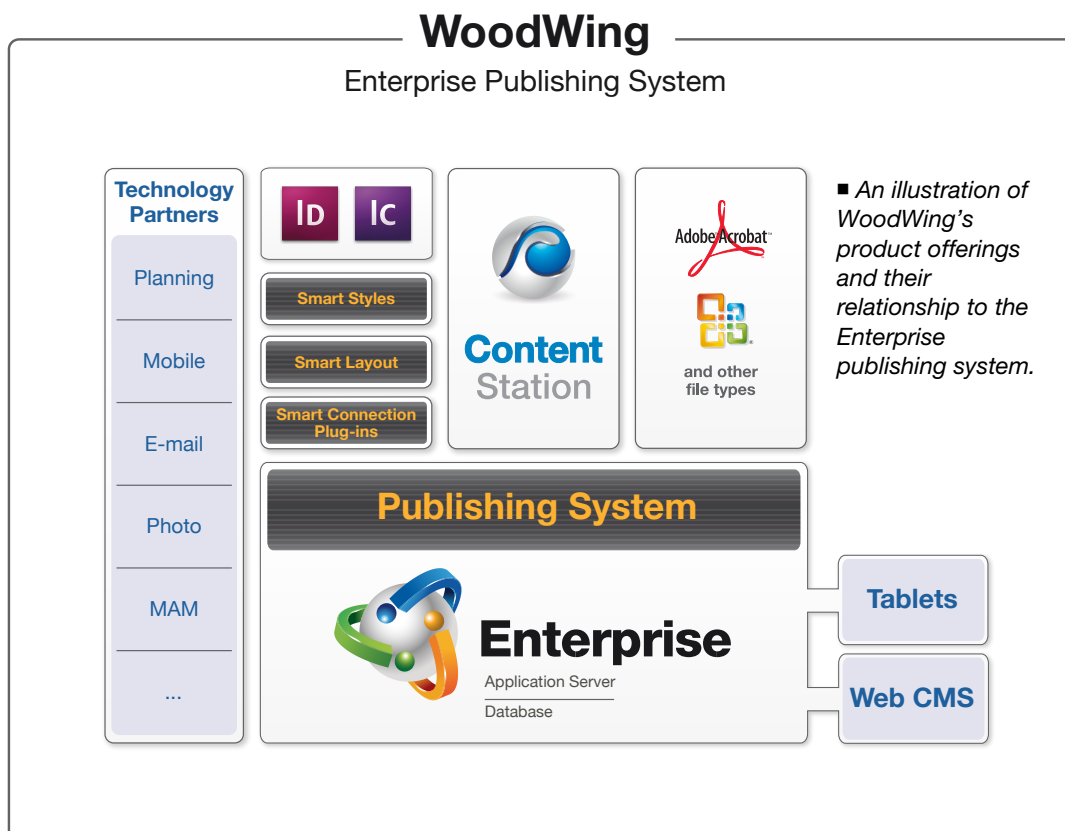 WoodWing
Enterprise Publishing System
Technology
Partners
Planning
Mobile
E-mail
Photo
MAM
...
ID IC
Smart Styles
Smart Layout
Smart Connection
Plug-ins
Content
Station
Adobe Acrobat™
and other
file types
■ An illustration of
WoodWing’s
product offerings
and their
relationship to the
Enterprise
publishing system.
Publishing System
Enterprise
Application Server
Database
Tablets
Web CMS